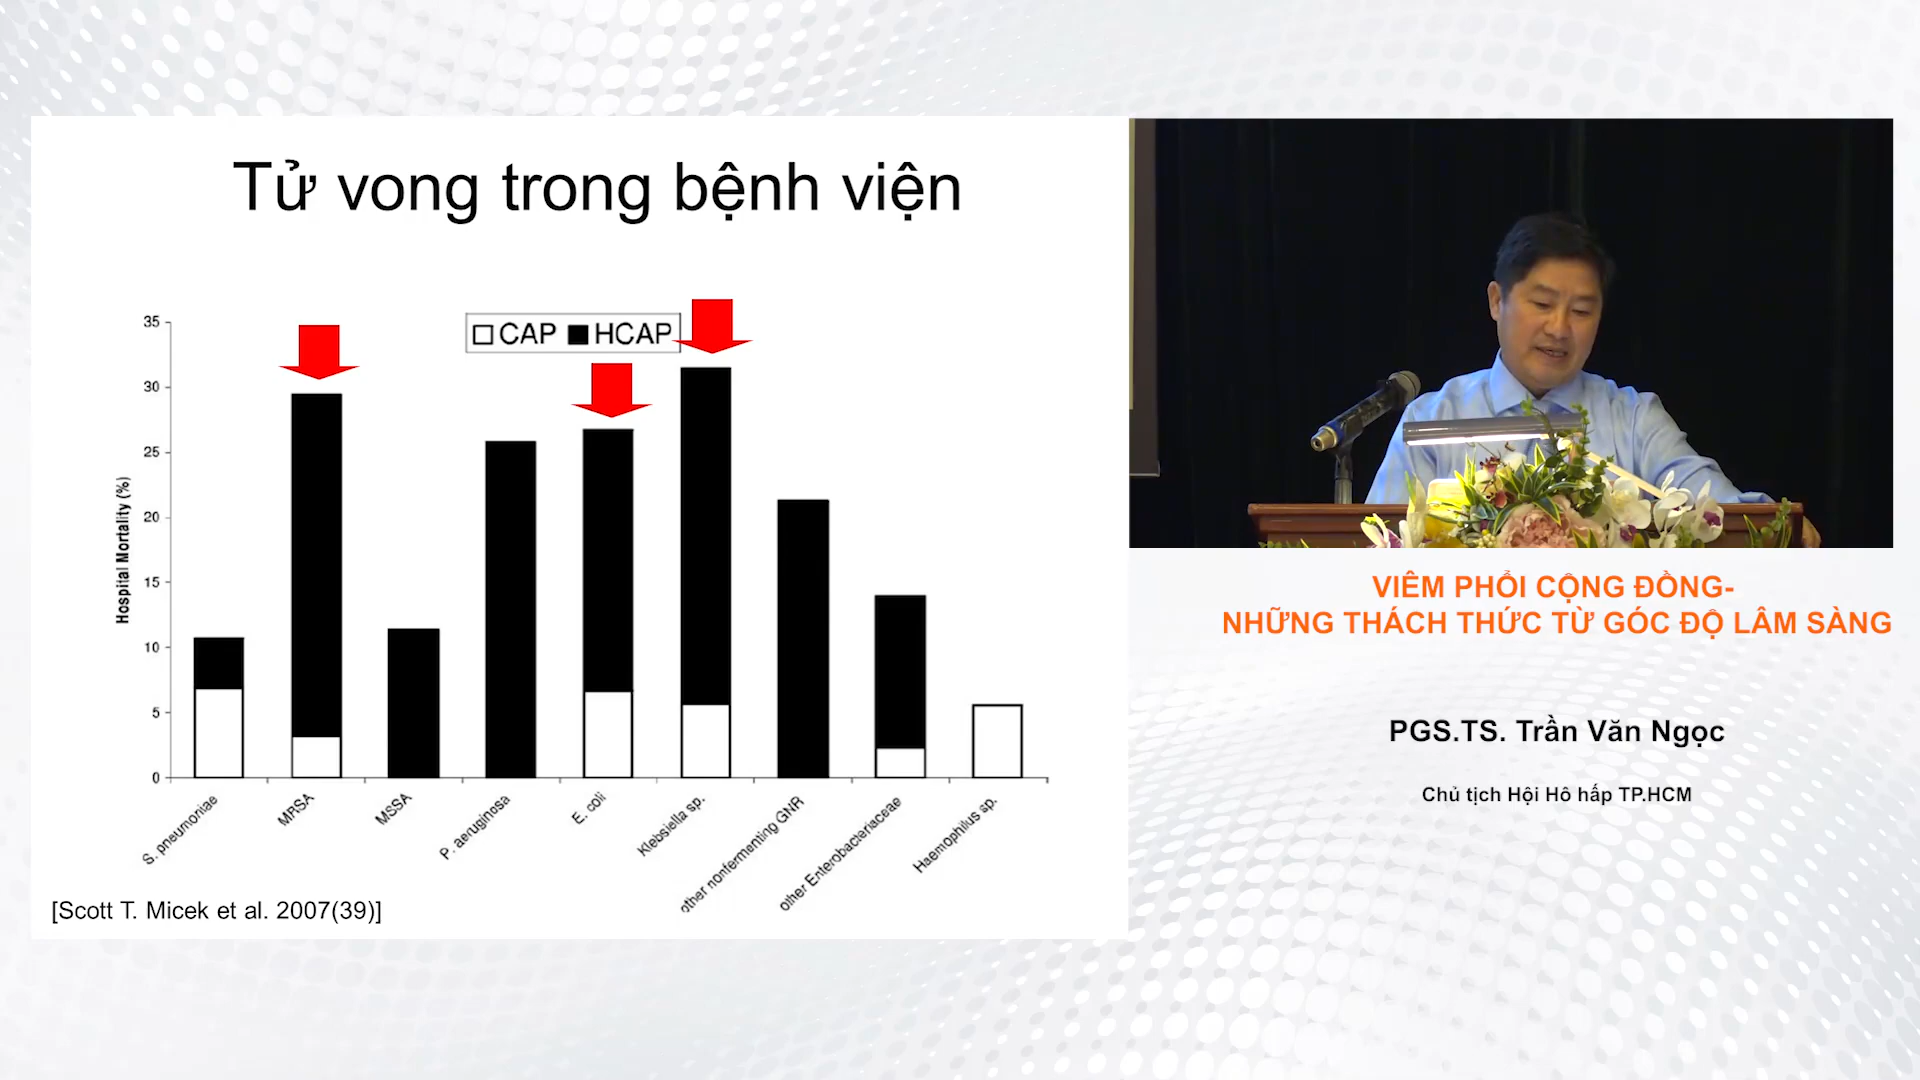 Tử vong trong bệnh viện
CAP HCAP
Hospital Mortality (%)
35
30
25
20
15
10
5
0
S. pneumoniae
MRSA
MSSA
P. aeruginosa
E. coli
Klebsiella sp.
other nonfermenting GNR
other Enterobacteriaceae
Haemophilus sp.
[Scott T. Micek et al. 2007(39)]
VIÊM PHỔI CỘNG ĐỒNG-
NHỮNG THÁCH THỨC TỪ GÓC ĐỘ LÂM SÀNG
PGS.TS. Trần Văn Ngọc
Chủ tịch Hội Hô hấp TP.HCM